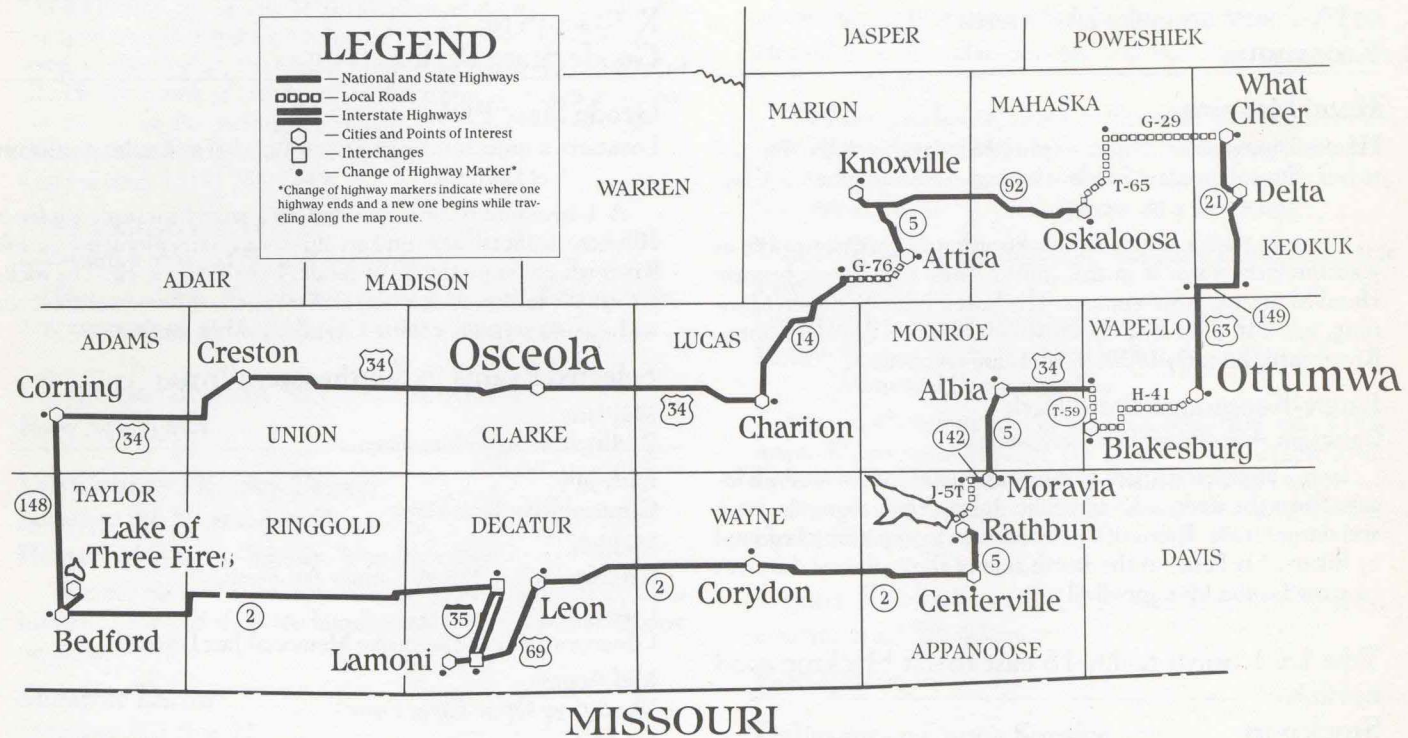 LEGEND
— National and State Highways
— Local Roads
— Interstate Highways
— Cities and Points of Interest
— Interchanges
— Change of Highway Marker*
*Change of highway markers indicate where one
highway ends and a new one begins while trav-
eling along the map route.
JASPER
POWESHIEK
MARION
MAHASKA
What
Cheer
G-29
WARREN
Knoxville
92
T-65
21
Delta
5
Oskaloosa
KEOKUK
Attica
G-76
ADAIR
MADISON
149
ADAMS
Creston
34
Osceola
LUCAS
14
MONROE
WAPELLO
63
Corning
34
34
Albia
34
Ottumwa
34
UNION
CLARKE
Chariton
T-59
H-41
142
5
Blakesburg
148
TAYLOR
J-5T
Moravia
Lake of
Three Fires
RINGGOLD
DECATUR
WAYNE
Rathbun
DAVIS
5
2
35
Leon
2
Corydon
2
Centerville
Bedford
Lamoni
69
APPANOOSE
MISSOURI